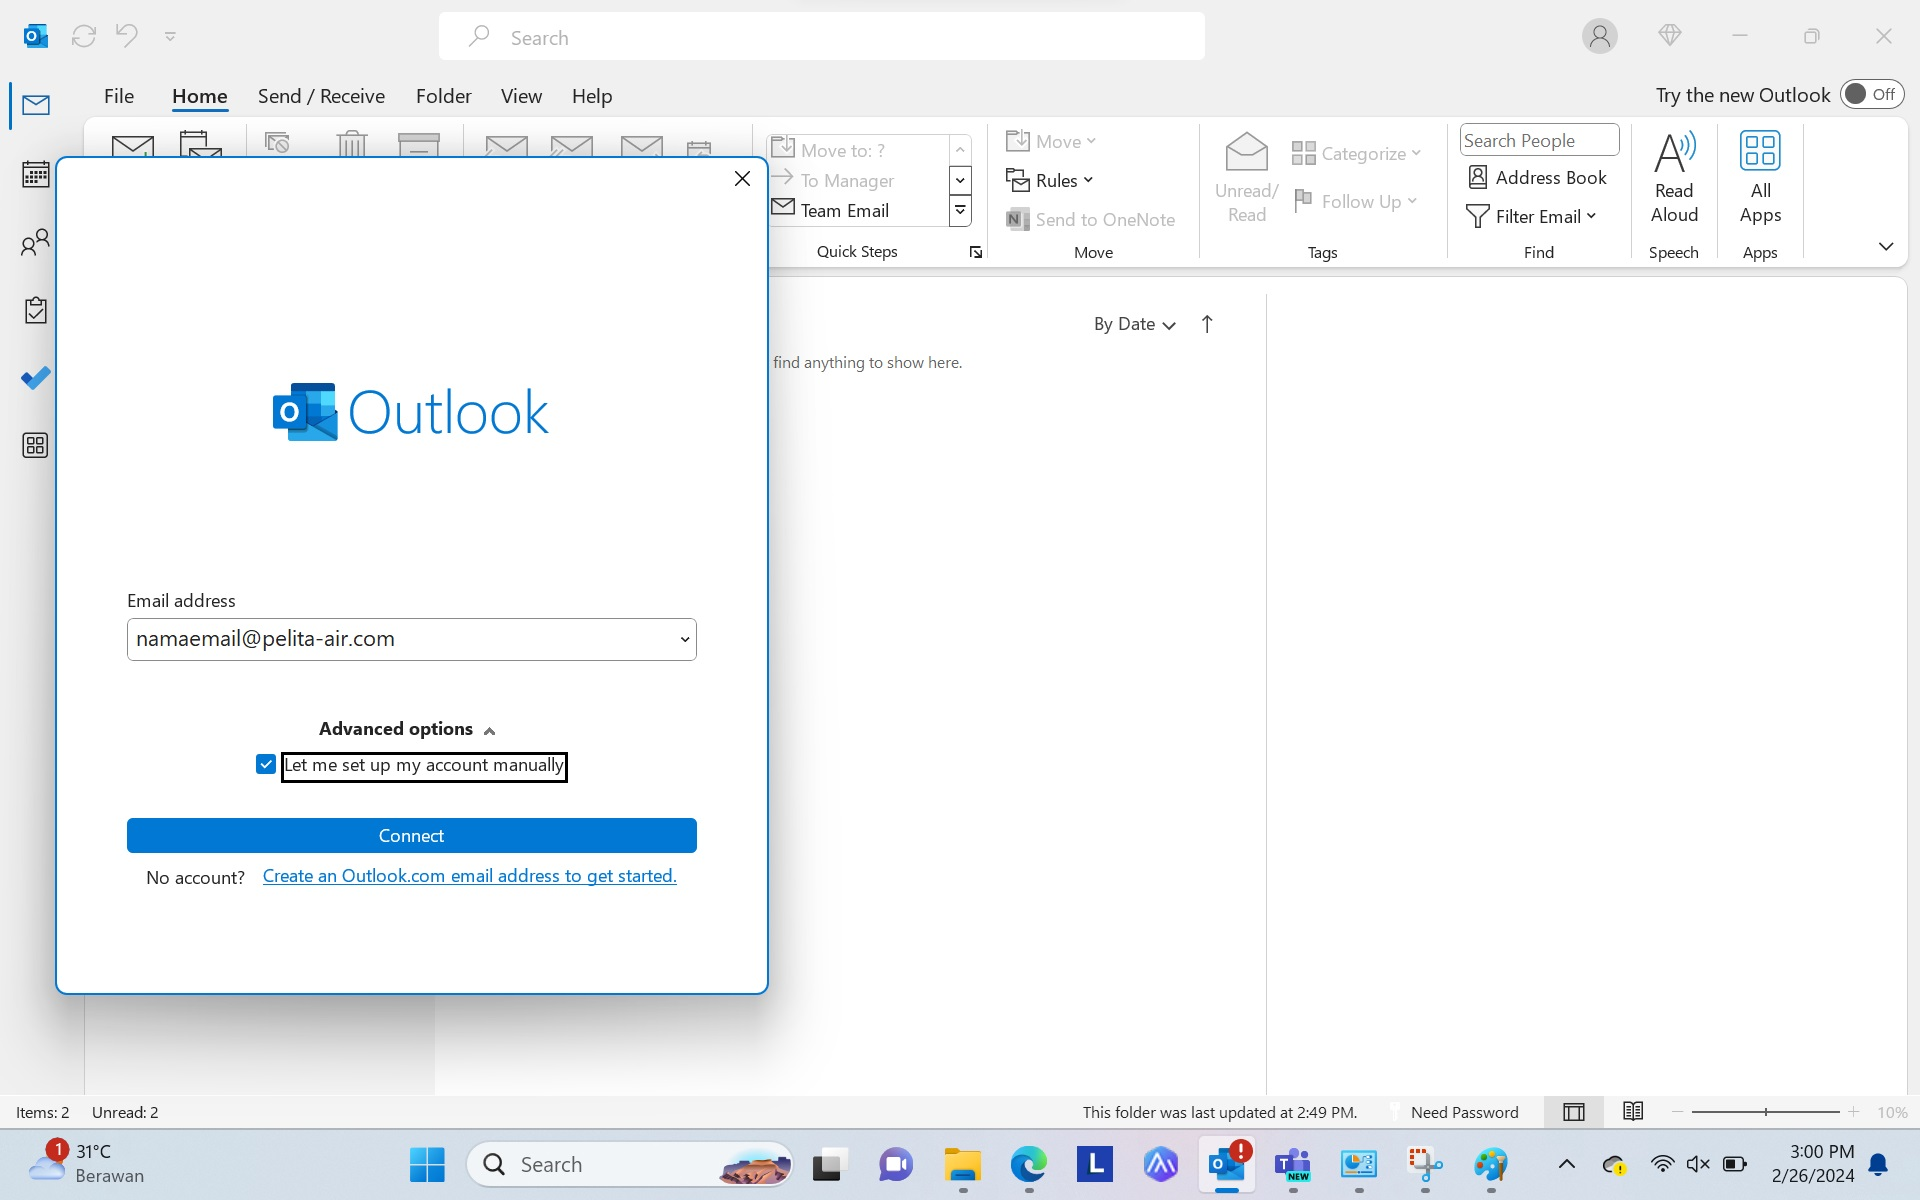 Search
File Home Send / Receive Folder View Help
Try the new Outlook Off
Move to: ?
To Manager
Team Email
Quick Steps
Move
Rules
Send to OneNote
Move
Unread/
Read
Categorize
Follow Up
Tags
Search People
Address Book
Filter Email
Find
Read
Aloud
Speech
All
Apps
Apps
By Date
find anything to show here.
Outlook
Email address
namaemail@pelita-air.com
Advanced options
Let me set up my account manually
Connect
No account? Create an Outlook.com email address to get started.
Items: 2 Unread: 2
This folder was last updated at 2:49 PM. Need Password 10%
1
31°C
Berawan
Search
L
NEW
3:00 PM
2/26/2024